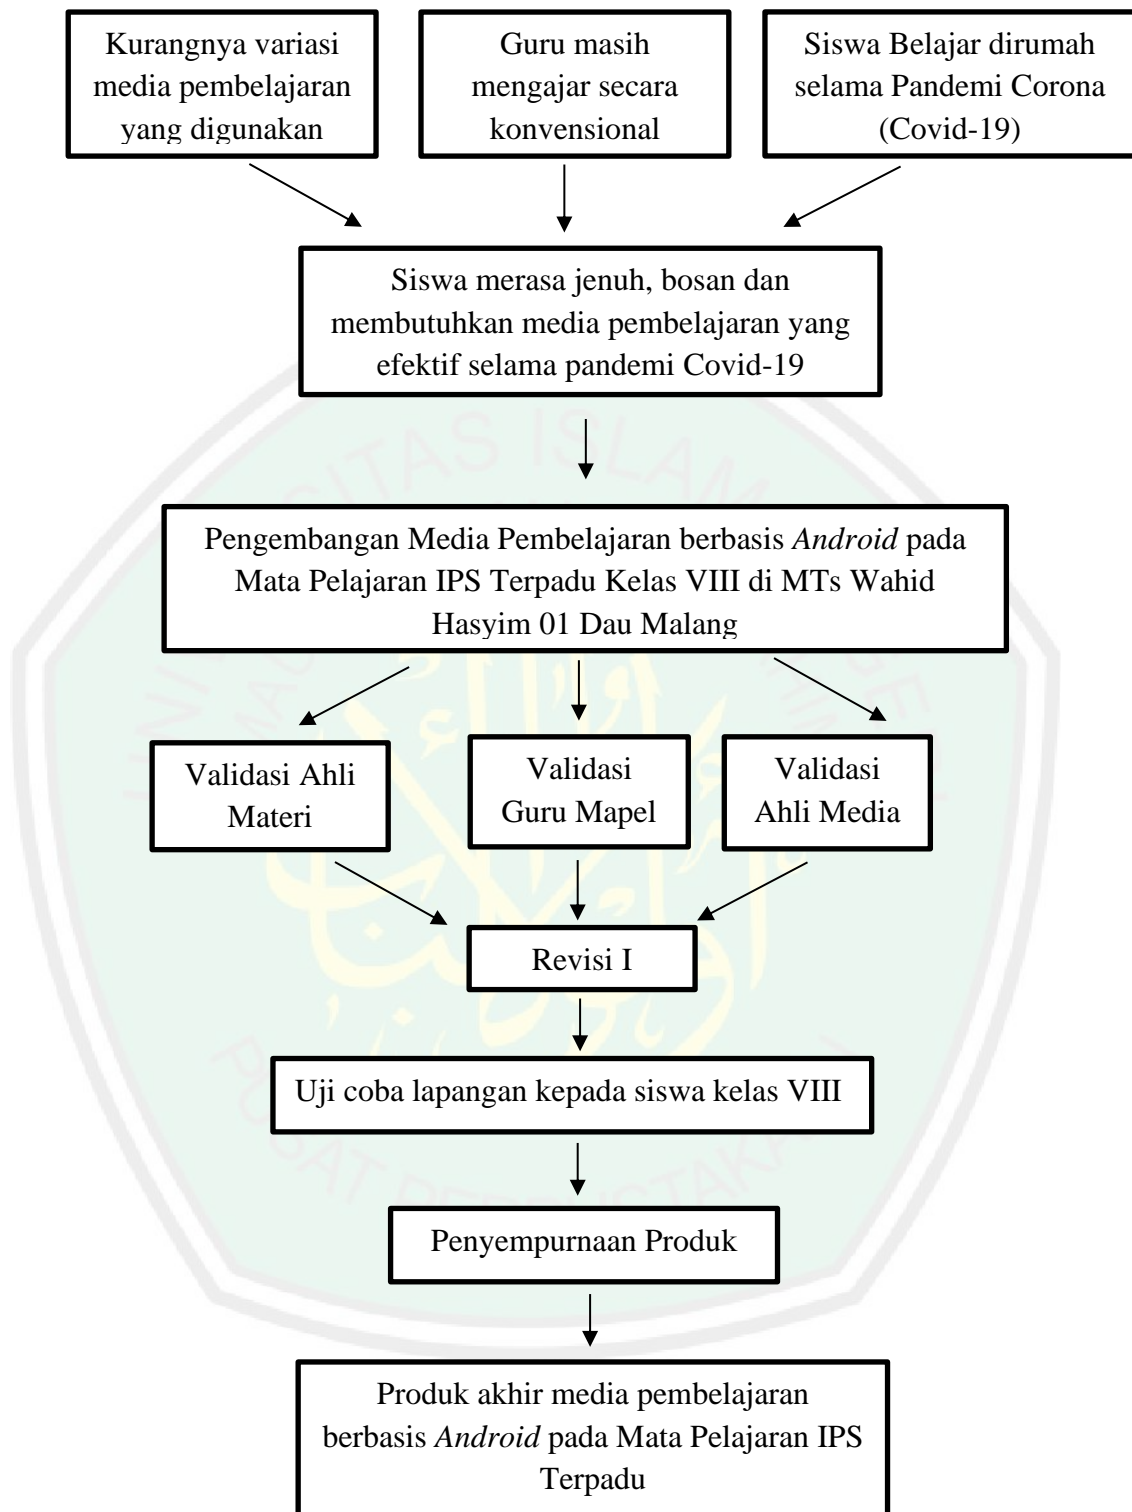 Kurangnya variasi
media pembelajaran
yang digunakan
Guru masih
mengajar secara
konvensional
Siswa Belajar dirumah
selama Pandemi Corona
(Covid-19)
Siswa merasa jenuh, bosan dan
membutuhkan media pembelajaran yang
efektif selama pandemi Covid-19
Pengembangan Media Pembelajaran berbasis Android pada
Mata Pelajaran IPS Terpadu Kelas VIII di MTs Wahid
Hasyim 01 Dau Malang
Validasi Ahli
Materi
Validasi
Guru Mapel
Validasi
Ahli Media
Revisi I
Uji coba lapangan kepada siswa kelas VIII
Penyempurnaan Produk
Produk akhir media pembelajaran
berbasis Android pada Mata Pelajaran IPS
Terpadu